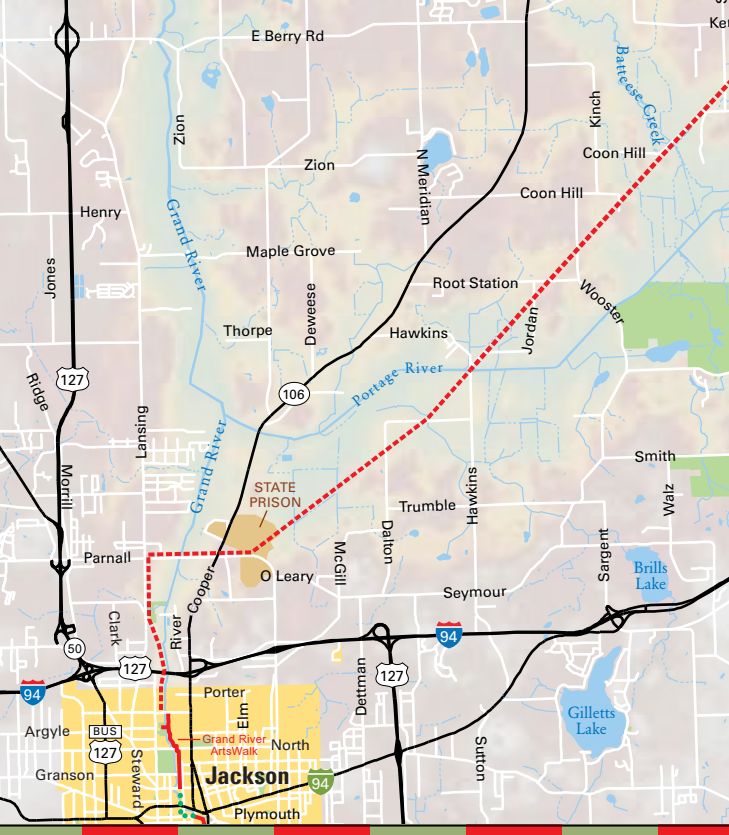 E Berry Rd
Ke
Batteese Creek
Kinch
Zion
Coon Hill
N Meridian
Zion
Coon Hill
Henry
Grand River
Maple Grove
Jones
Root Station
Wooster
Deweese
Jordan
Thorpe
Hawkins
Portage River
127
Ridge
106
Lansing
Grand River
Smith
Morrill
STATE
PRISON
Walz
Hawkins
Trumble
Dalton
Sargent
Parnall
McGill
O Leary
Brills
Lake
Cooper
Seymour
Clark
River
50
94
127
127
94
Dettman
Porter
Elm
Gilletts
Lake
Argyle
BUS
127
Grand River
ArtsWalk
North
Sutton
Steward
Granson
Jackson
94
Plymouth